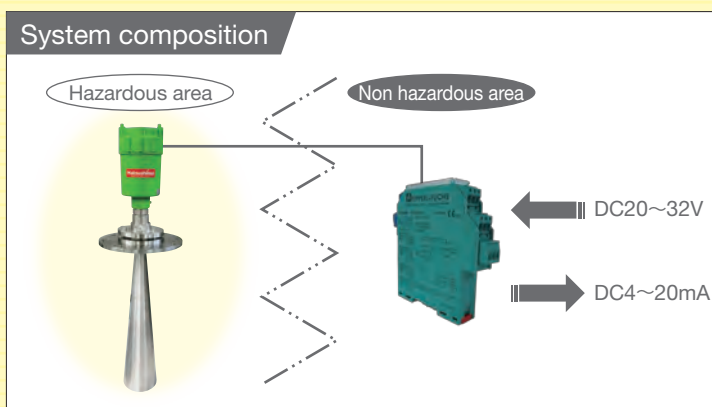 System composition
Hazardous area
Non hazardous area
DC20～32V
DC4～20mA